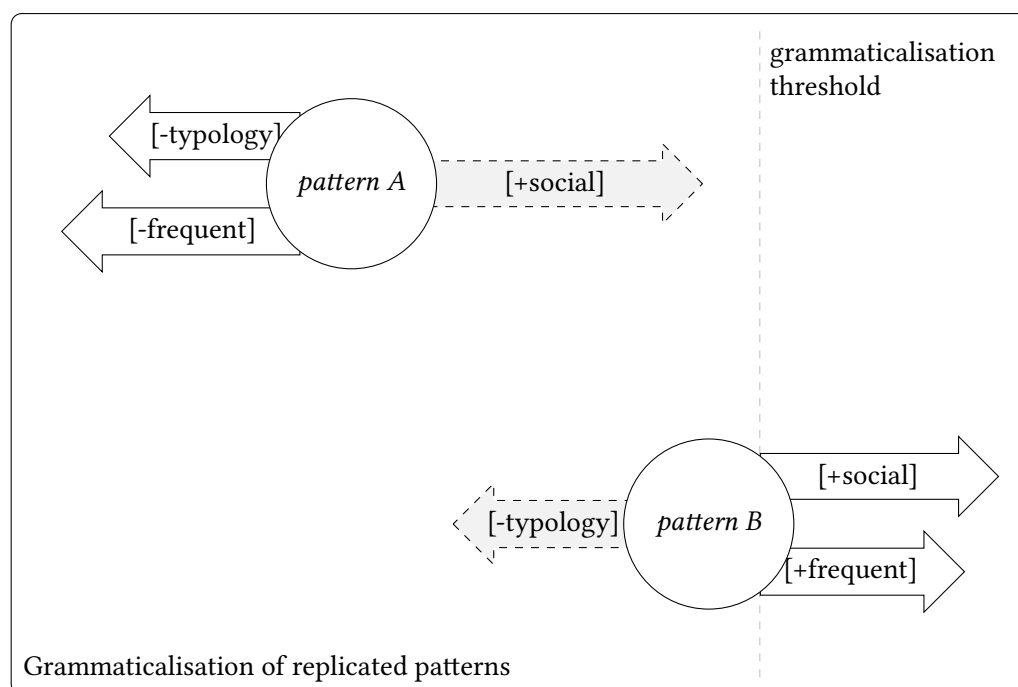 grammaticalisation
threshold
[-typology]
pattern A
[+social]
[-frequent]
[+social]
[-typology]
pattern B
[+frequent]
Grammaticalisation of replicated patterns